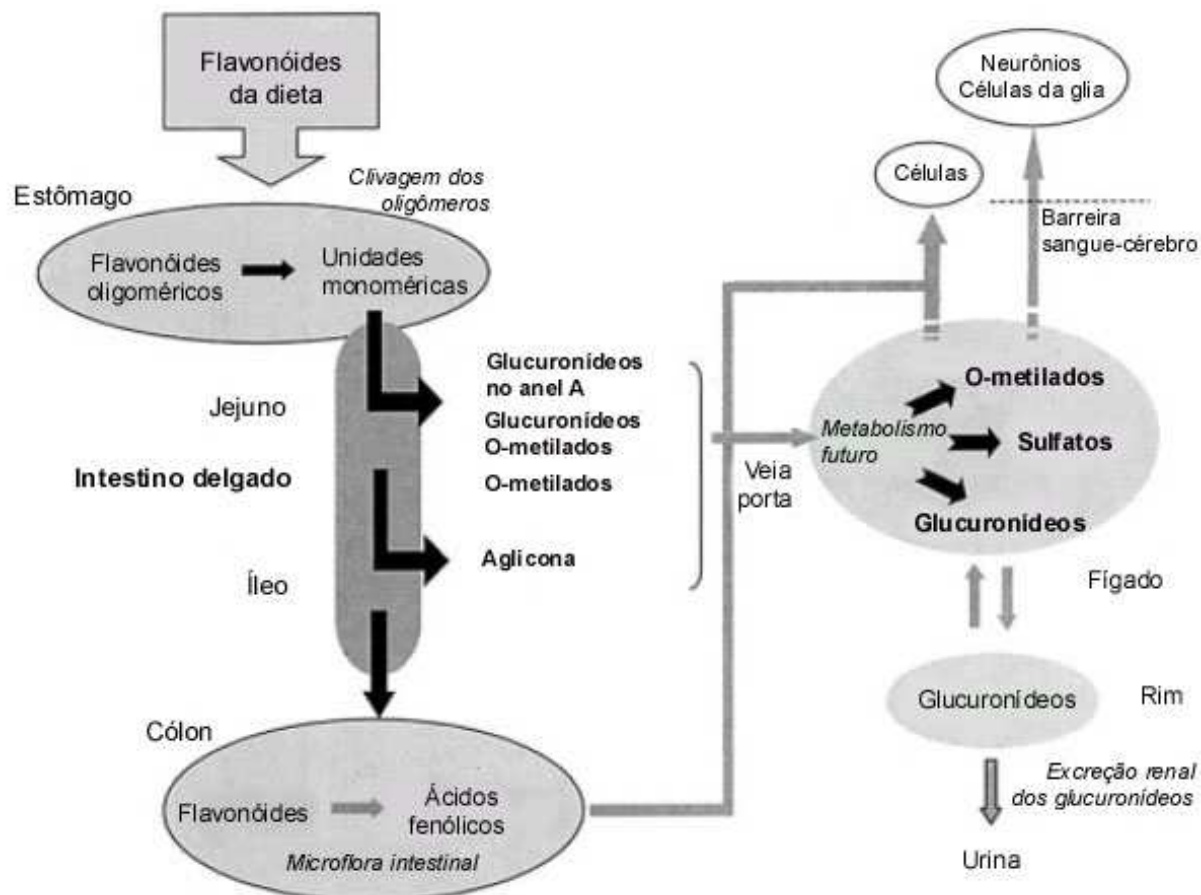 Flavonóides
da dieta
Estômago
Clivagem dos
oligômeros
Flavonóides
oligoméricos
Unidades
monoméricas
Jejuno
Intestino delgado
Íleo
Glucuronídeos
no anel A
Glucuronídeos
O-metilados
O-metilados
Aglicona
Cólon
Flavonóides
Ácidos
fenólicos
Microflora intestinal
Veia
porta
Células
Neurônios
Células da glia
Barreira
sangue-cérebro
Metabolismo
futuro
O-metilados
Sulfatos
Glucuronídeos
Fígado
Glucuronídeos
Rim
Excreção renal
dos glucuronídeos
Urina